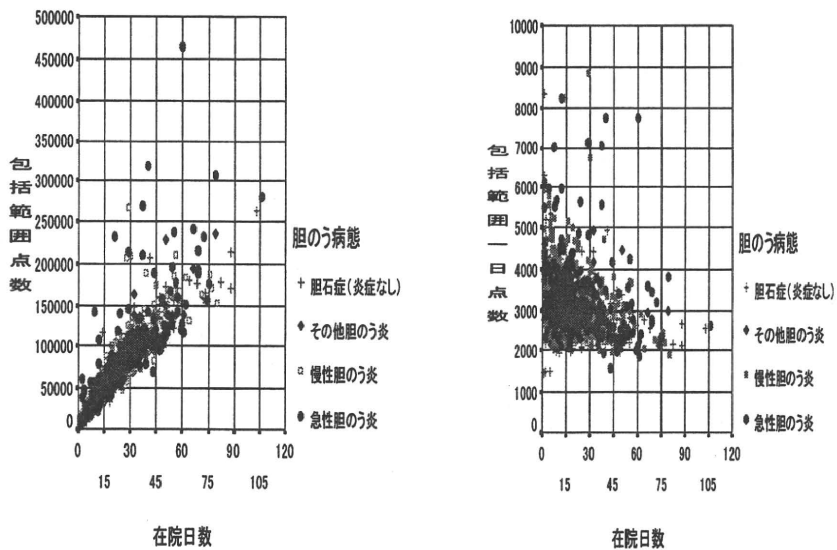 500000
450000
400000
350000
300000
250000
200000
150000
100000
50000
0
包括範囲点数
0 30 60 90 120
15 45 75 105
在院日数
胆のう病態
胆石症(炎症なし)
その他胆のう炎
慢性胆のう炎
急性胆のう炎
10000
9000
8000
7000
6000
5000
4000
3000
2000
1000
0
包括範囲一日点数
0 30 60 90 120
15 45 75 105
在院日数
胆のう病態
胆石症(炎症なし)
その他胆のう炎
慢性胆のう炎
急性胆のう炎